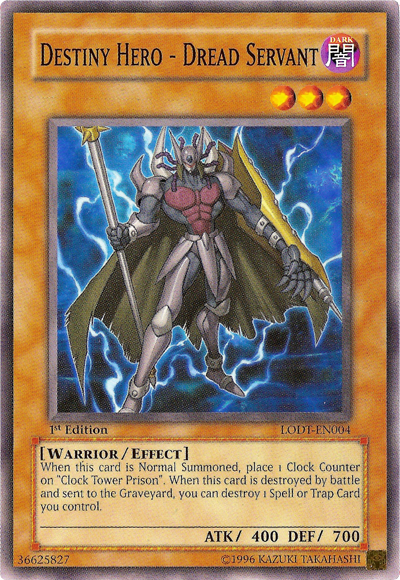 DESTINY HERO - DREAD SERVANT
DARK
闇
1st Edition
LODT-EN004
[WARRIOR / EFFECT]
When this card is Normal Summoned, place 1 Clock Counter
on "Clock Tower Prison". When this card is destroyed by battle
and sent to the Graveyard, you can destroy 1 Spell or Trap Card
you control.
ATK/ 400 DEF/ 700
36625827
©1996 KAZUKI TAKAHASHI